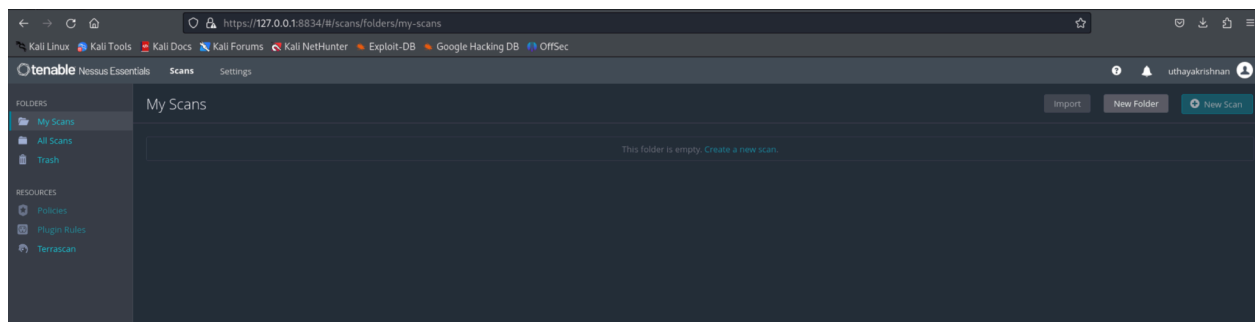 https://127.0.0.1:8834/#/scans/folders/my-scans
Kali Linux Kali Tools Kali Docs Kali Forums Kali NetHunter Exploit-DB Google Hacking DB OffSec
tenable Nessus Essentials Scans Settings uthayakrishnan
FOLDERS
My Scans
All Scans
Trash
RESOURCES
Policies
Plugin Rules
Terrascan
My Scans Import New Folder New Scan
This folder is empty. Create a new scan.